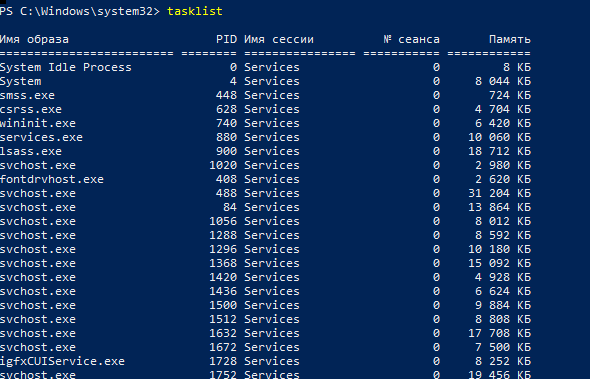 PS C:\Windows\system32> tasklist
Имя образа PID Имя сессии № сеанса Память
========================= ======== ================ =========== ============
System Idle Process 0 Services 0 8 КБ
System 4 Services 0 8 044 КБ
smss.exe 448 Services 0 724 КБ
csrss.exe 628 Services 0 4 704 КБ
wininit.exe 740 Services 0 6 420 КБ
services.exe 880 Services 0 10 060 КБ
lsass.exe 900 Services 0 18 712 КБ
svchost.exe 1020 Services 0 2 980 КБ
fontdrvhost.exe 408 Services 0 2 620 КБ
svchost.exe 488 Services 0 31 204 КБ
svchost.exe 84 Services 0 13 864 КБ
svchost.exe 1056 Services 0 8 012 КБ
svchost.exe 1288 Services 0 8 592 КБ
svchost.exe 1296 Services 0 10 180 КБ
svchost.exe 1368 Services 0 15 092 КБ
svchost.exe 1420 Services 0 4 928 КБ
svchost.exe 1436 Services 0 6 624 КБ
svchost.exe 1500 Services 0 9 884 КБ
svchost.exe 1512 Services 0 8 808 КБ
svchost.exe 1632 Services 0 17 708 КБ
svchost.exe 1672 Services 0 7 500 КБ
igfxCUIService.exe 1728 Services 0 8 252 КБ
svchost.exe 1752 Services 0 19 456 КБ